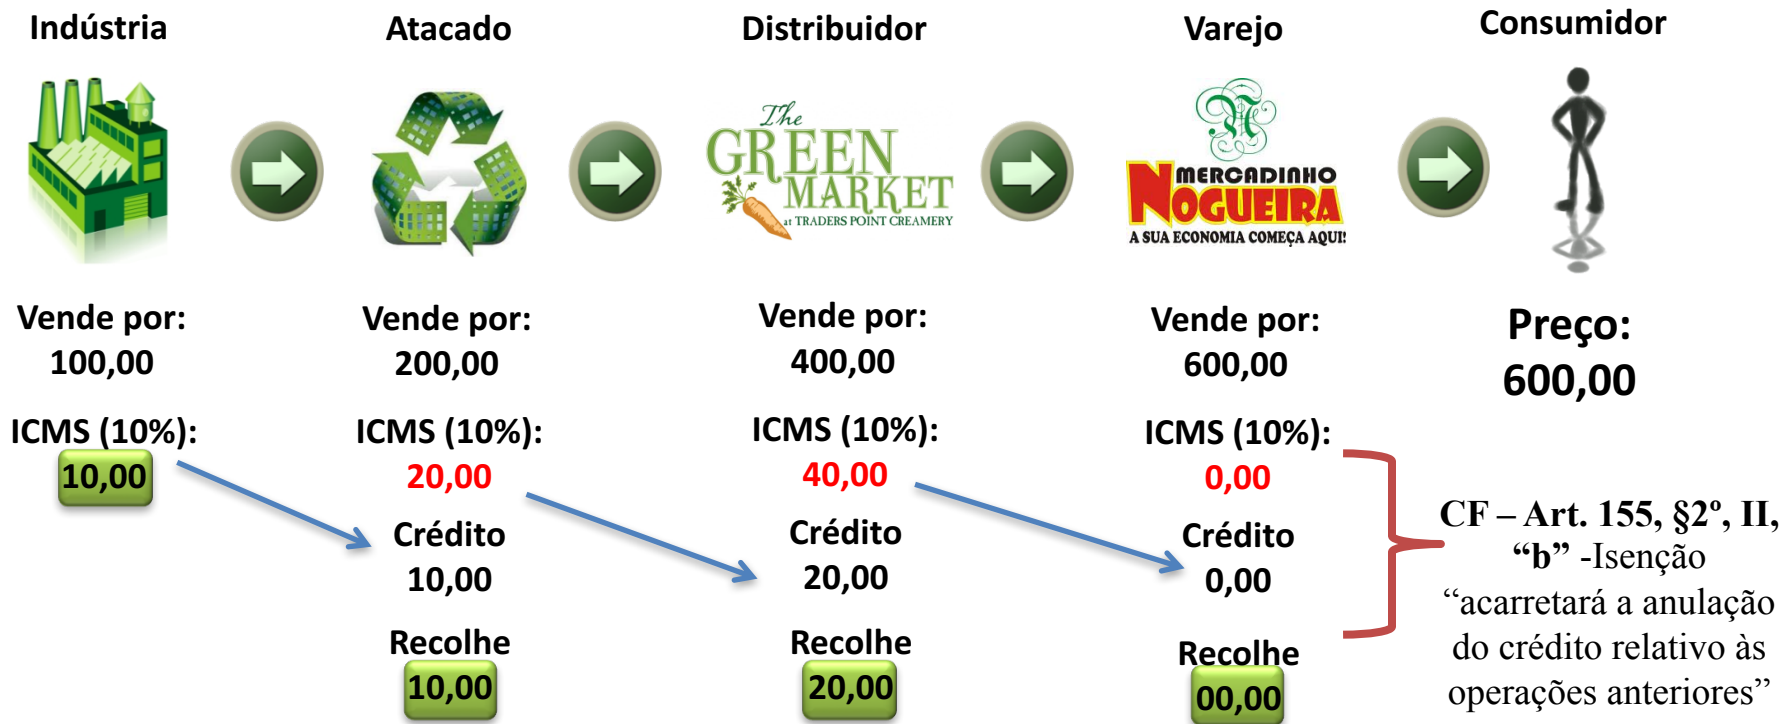 Indústria
Atacado
Distribuidor
Varejo
Consumidor
The
GREEN
MARKET
at TRADERS POINT CREAMERY
N
MERCADINHO
NOGUEIRA
A SUA ECONOMIA COMEÇA AQUI!
Vende por:
100,00
Vende por:
200,00
Vende por:
400,00
Vende por:
600,00
Preço:
600,00
ICMS (10%):
10,00
ICMS (10%):
20,00
ICMS (10%):
40,00
ICMS (10%):
0,00
Crédito
10,00
Crédito
20,00
Crédito
0,00
Recolhe
10,00
Recolhe
20,00
Recolhe
00,00
CF – Art. 155, §2º, II,
“b” -Isenção
“acarretará a anulação
do crédito relativo às
operações anteriores”